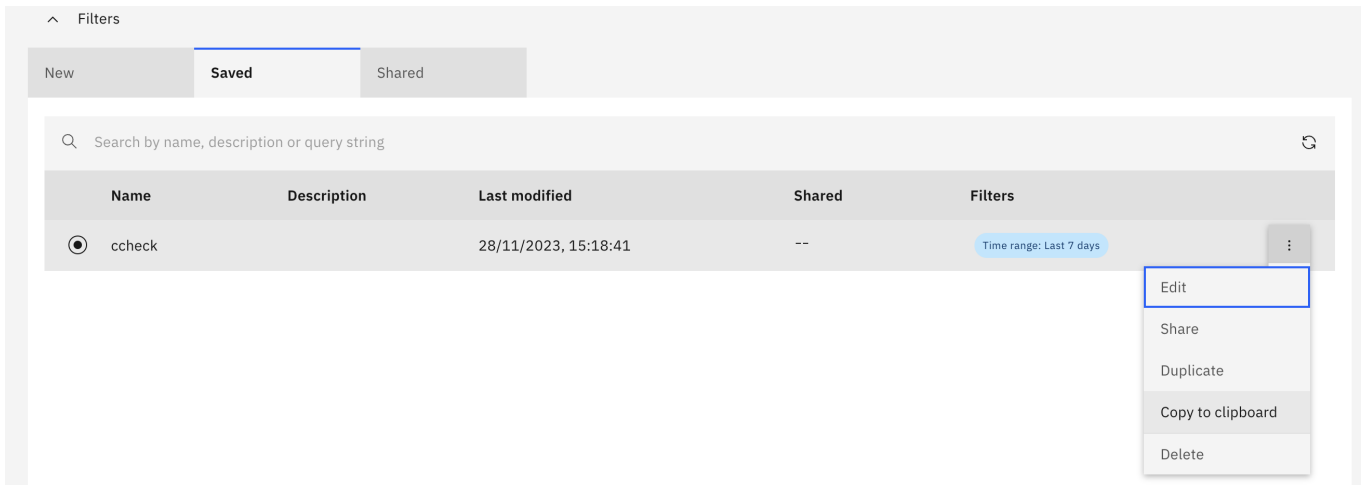 Filters
New Saved Shared
Search by name, description or query string
Name Description Last modified Shared Filters
ccheck 28/11/2023, 15:18:41 -- Time range: Last 7 days
Edit
Share
Duplicate
Copy to clipboard
Delete